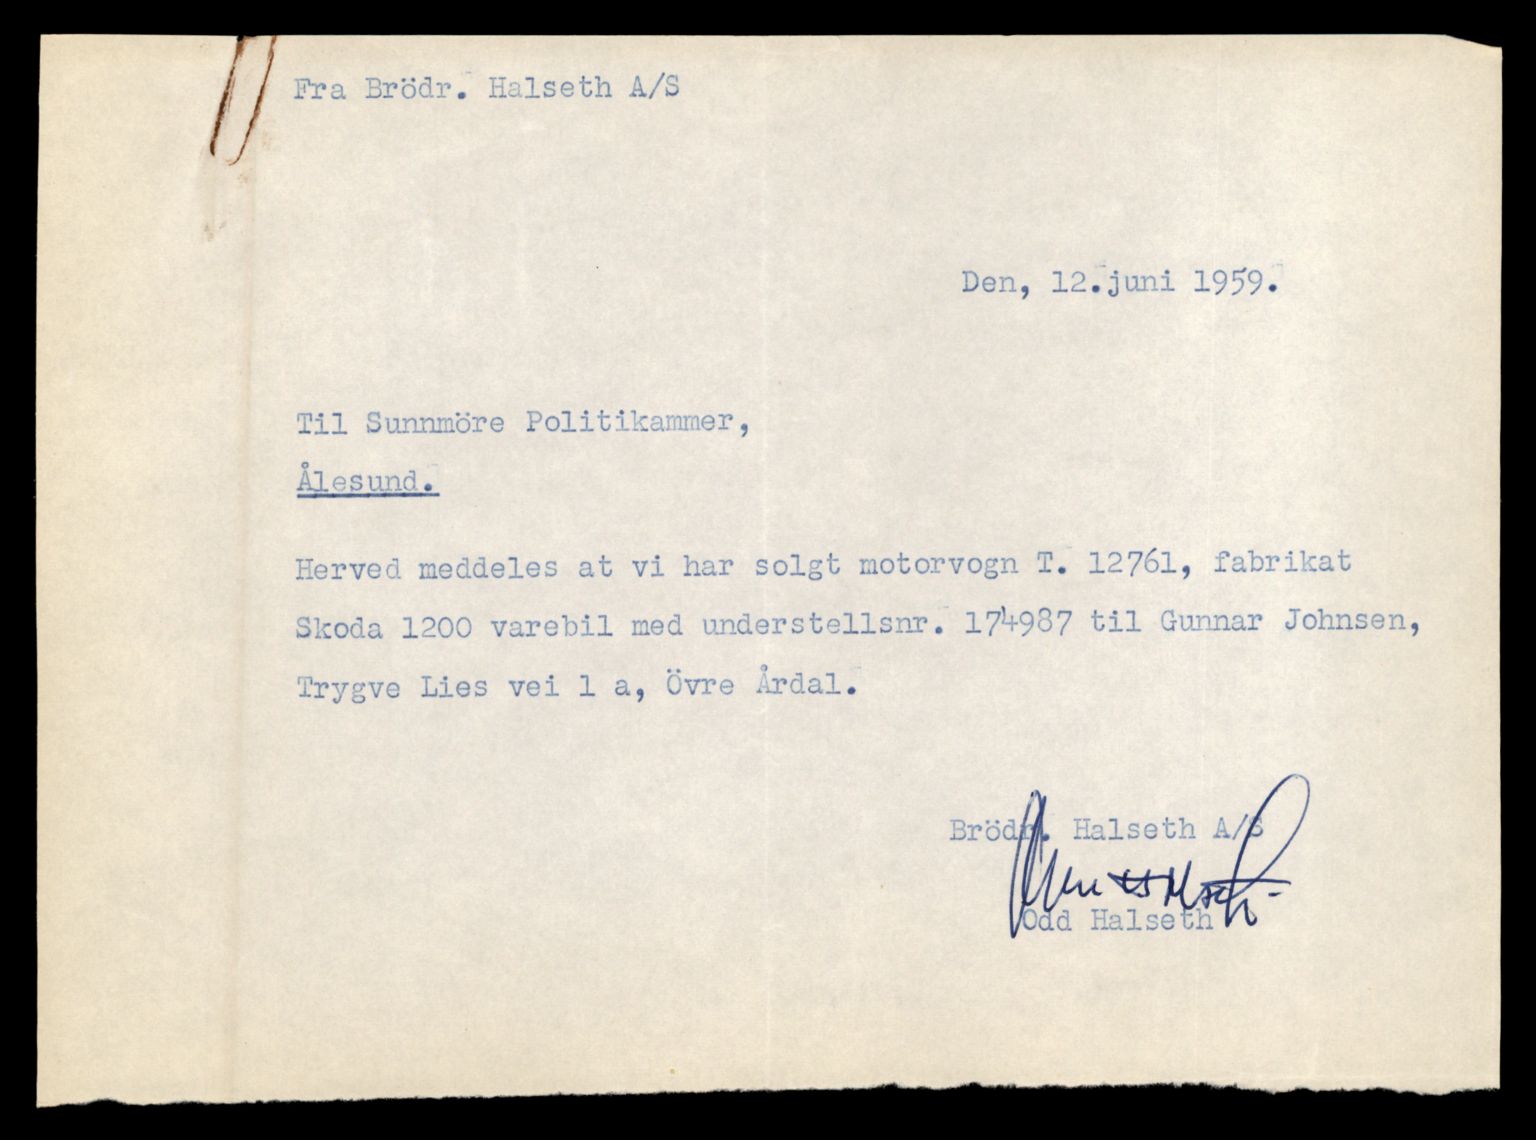 Fra Brödr. Halseth A/S
Den, 12.juni 1959.
Til Sunnmöre Politikammer,
Ålesund.
Herved meddeles at vi har solgt motorvogn T. 12761, fabrikat
Skoda 1200 varebil med understellsnr. 174987 til Gunnar Johnsen,
Trygve Lies vei 1 a, Övre Årdal.
Brödr. Halseth A/S
Odd Halseth